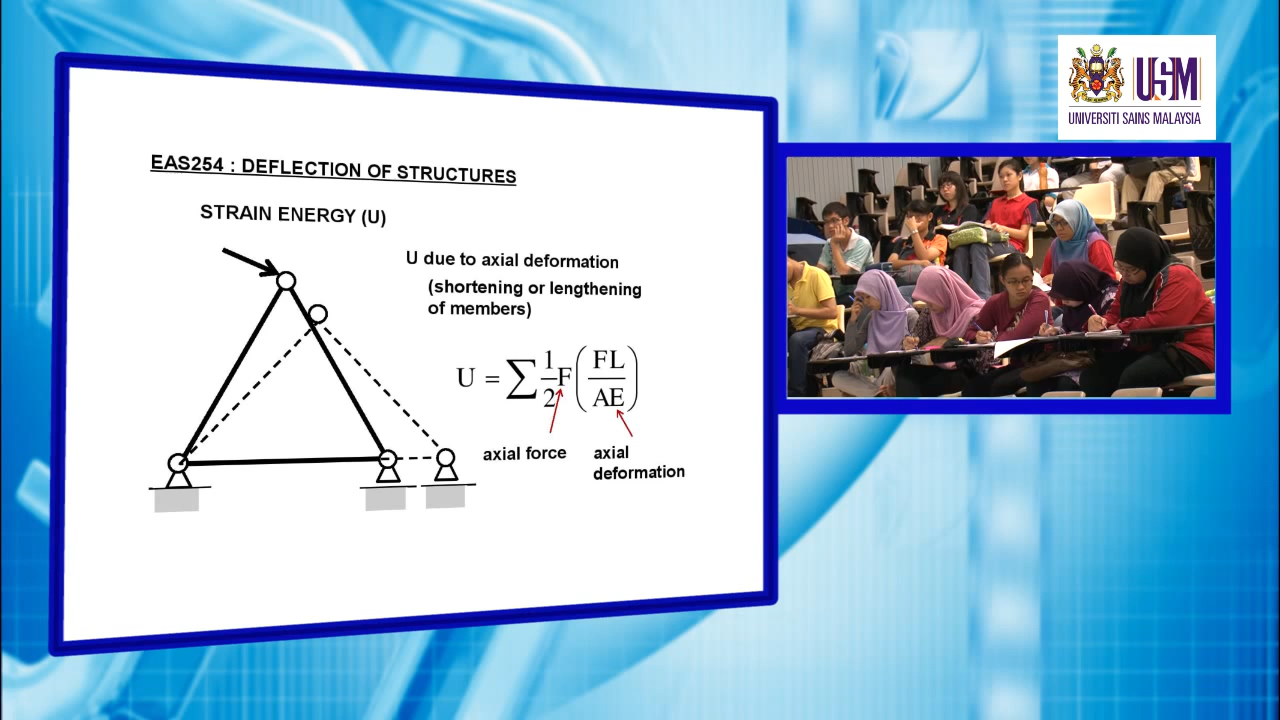 EAS254 : DEFLECTION OF STRUCTURES
STRAIN ENERGY (U)
U due to axial deformation
(shortening or lengthening
of members)
U = ∑ 1/2 F (FL/AE)
axial force
axial
deformation
USM
UNIVERSITI SAINS MALAYSIA